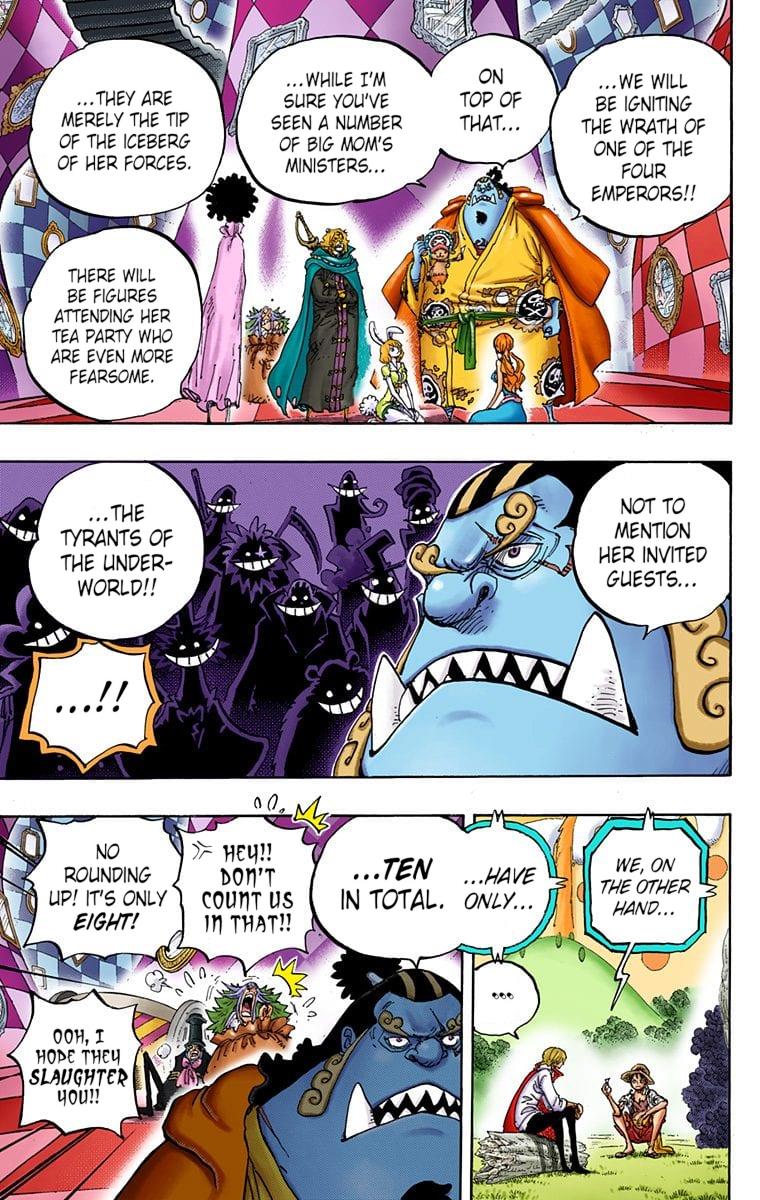 ...WE WILL
BE IGNITING
THE WRATH OF
ONE OF THE
FOUR
EMPERORS!!
ON
TOP OF
THAT...
...WHILE I'M
SURE YOU'VE
SEEN A NUMBER
OF BIG MOM'S
MINISTERS...
...THEY ARE
MERELY THE TIP
OF THE ICEBERG
OF HER FORCES.
THERE WILL
BE FIGURES
ATTENDING HER
TEA PARTY WHO
ARE EVEN MORE
FEARSOME.
NOT TO
MENTION
HER INVITED
GUESTS...
...THE
TYRANTS OF
THE UNDER-
WORLD!!
...!!
WE, ON
THE OTHER
HAND...
...
...HAVE
ONLY...
...TEN
IN TOTAL.
HEY!!
DON'T
COUNT US
IN THAT!!
NO
ROUNDING
UP! IT'S ONLY
EIGHT!
OOH, I
HOPE THEY
SLAUGHTER
YOU!!